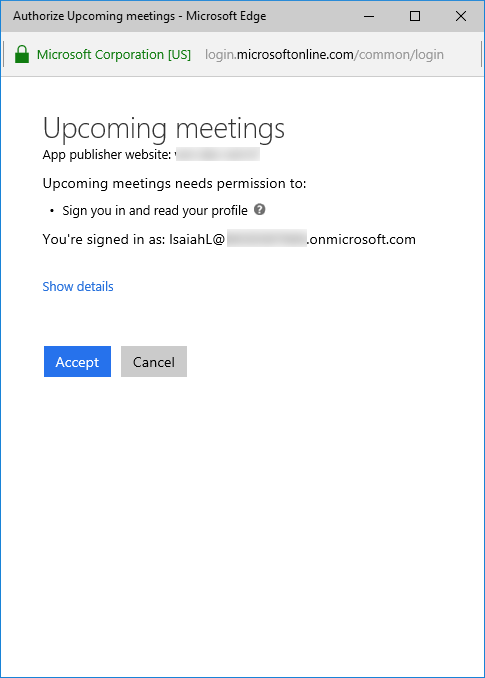 Authorize Upcoming meetings - Microsoft Edge
Microsoft Corporation [US] login.microsoftonline.com/common/login
Upcoming meetings
App publisher website:
Upcoming meetings needs permission to:
• Sign you in and read your profile ?
You're signed in as: IsaiahL@ .onmicrosoft.com
Show details
Accept Cancel